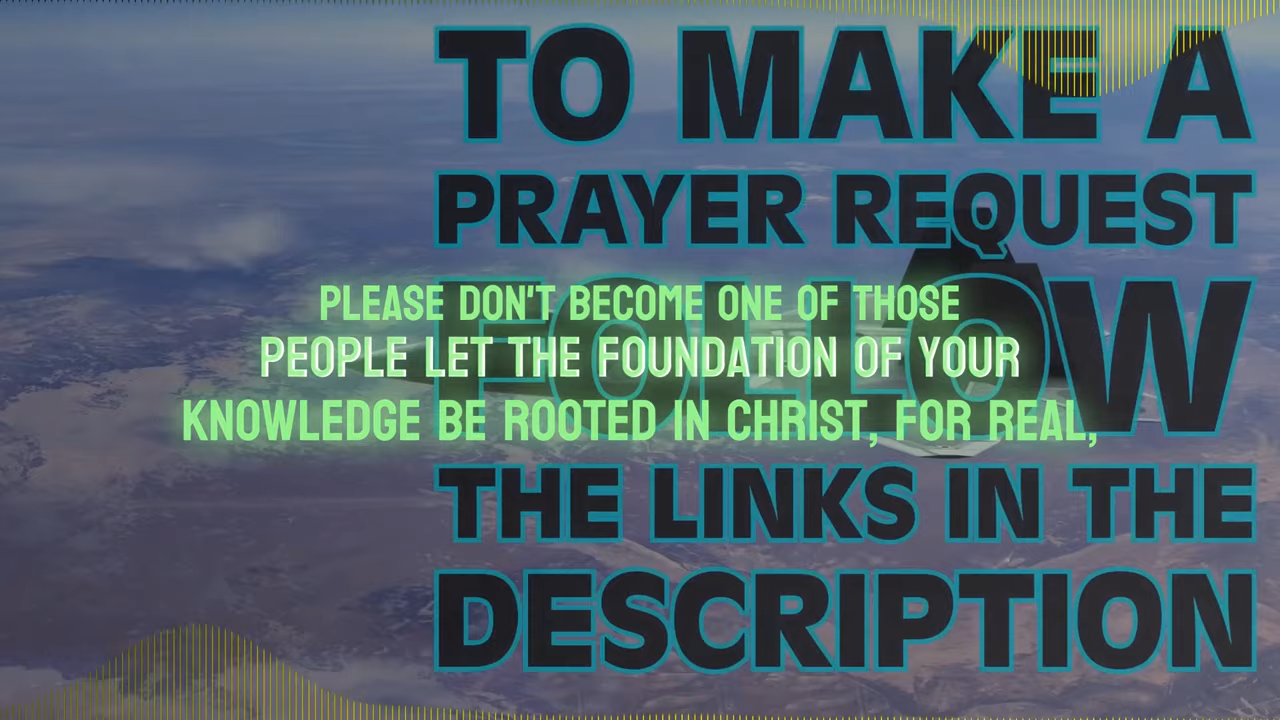 TO MAKE A
PRAYER REQUEST
FOLLOW
THE LINKS IN THE
DESCRIPTION
PLEASE DON'T BECOME ONE OF THOSE
PEOPLE LET THE FOUNDATION OF YOUR
KNOWLEDGE BE ROOTED IN CHRIST, FOR REAL,